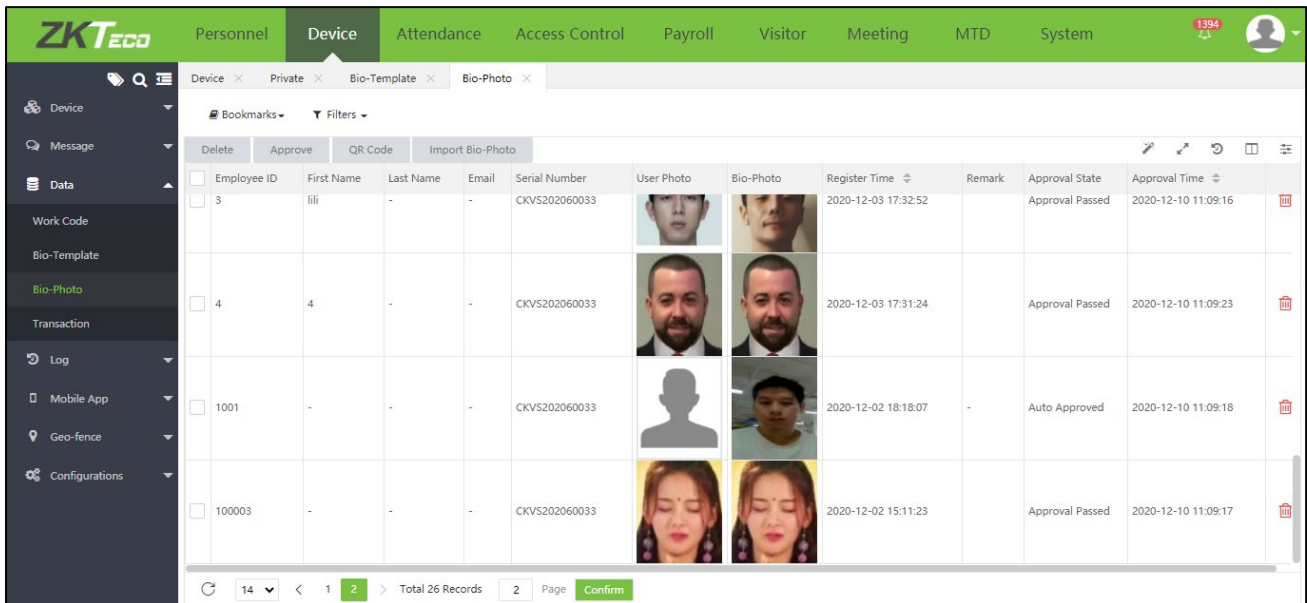 ZKTECO Personnel Device Attendance Access Control Payroll Visitor Meeting MTD System 1394
Device Private Bio-Template Bio-Photo
Bookmarks Filters
Delete Approve QR Code Import Bio-Photo
Employee ID First Name Last Name Email Serial Number User Photo Bio-Photo Register Time Remark Approval State Approval Time
3 lili - - CKVS202060033 2020-12-03 17:32:52 Approval Passed 2020-12-10 11:09:16
4 4 - - CKVS202060033 2020-12-03 17:31:24 Approval Passed 2020-12-10 11:09:23
1001 - - - CKVS202060033 2020-12-02 18:18:07 - Auto Approved 2020-12-10 11:09:18
100003 - - - CKVS202060033 2020-12-02 15:11:23 Approval Passed 2020-12-10 11:09:17
14 < 1 2 > Total 26 Records 2 Page Confirm
Device
Message
Data
Work Code
Bio-Template
Bio-Photo
Transaction
Log
Mobile App
Geo-fence
Configurations